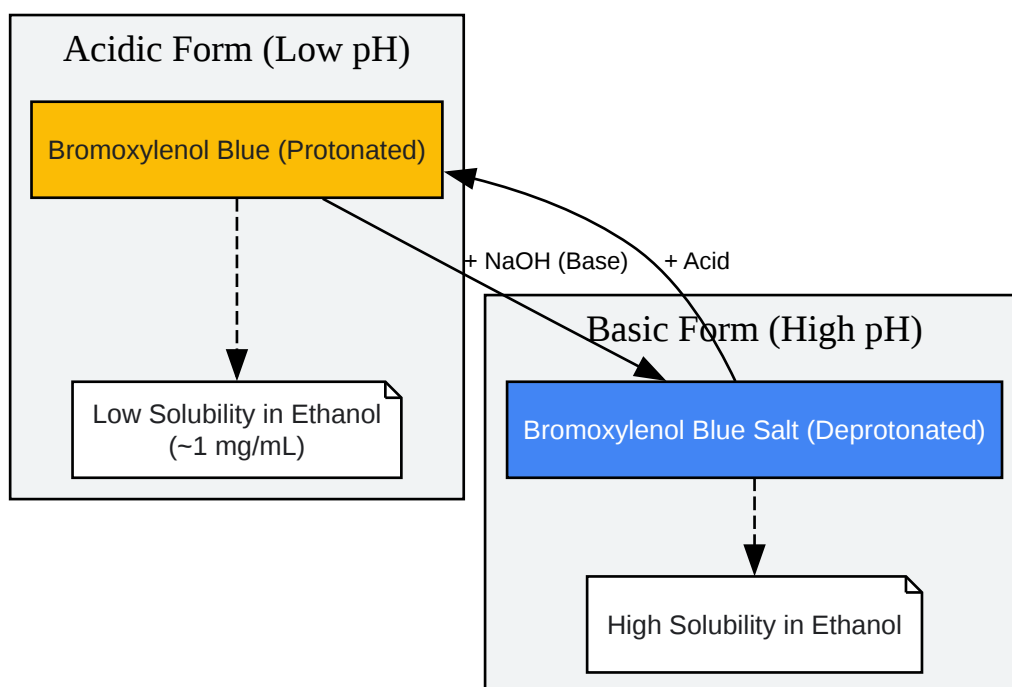 Acidic Form (Low pH)
Bromoxylenol Blue (Protonated)
+ NaOH (Base)
+ Acid
Low Solubility in Ethanol
(~1 mg/mL)
Basic Form (High pH)
Bromoxylenol Blue Salt (Deprotonated)
High Solubility in Ethanol